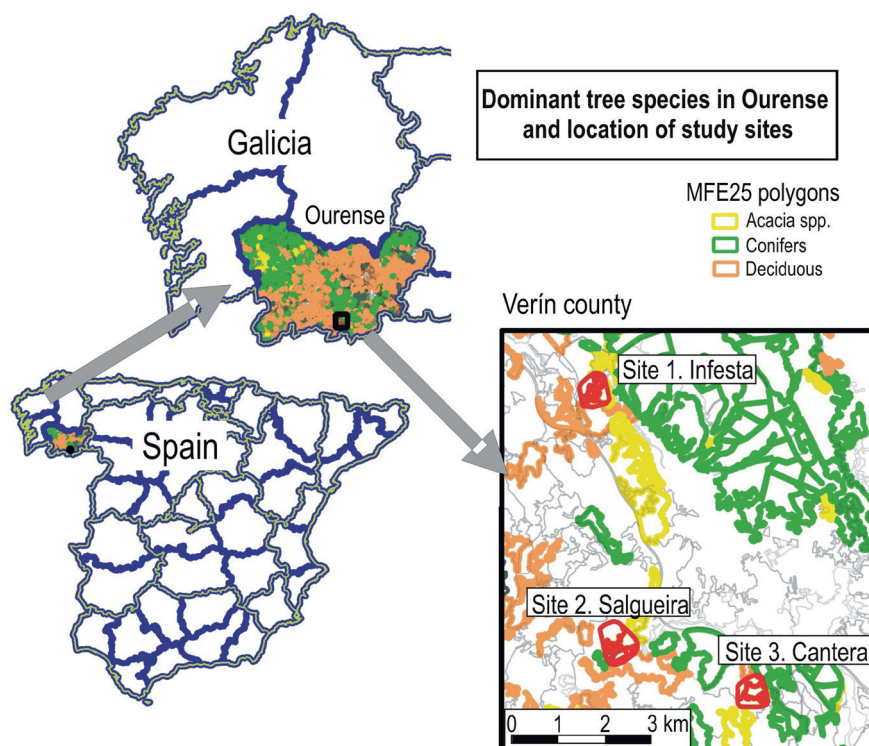 Dominant tree species in Ourense
and location of study sites
Galicia
Ourense
MFE25 polygons
Acacia spp.
Conifers
Deciduous
Verín county
Site 1. Infesta
Spain
Site 2. Salgueira
Site 3. Cantera
0 1 2 3 km